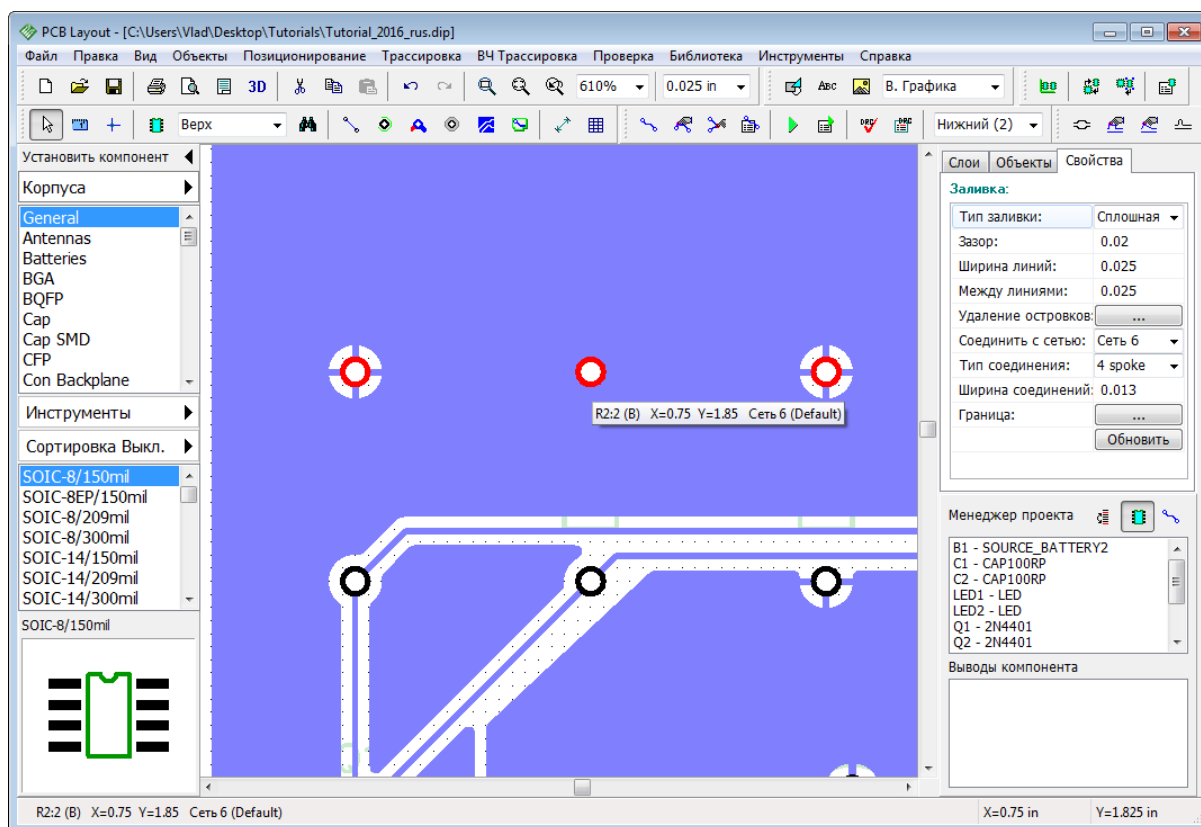 PCB Layout - [C:\Users\Vlad\Desktop\Tutorials\Tutorial_2016_rus.dip]
Файл Правка Вид Объекты Позиционирование Трассировка ВЧ Трассировка Проверка Библиотека Инструменты Справка
3D 610% 0.025 in ABC В. Графика
Верх DRC DRC Нижний (2)
Установить компонент
Корпуса
General
Antennas
Batteries
BGA
BQFP
Cap
Cap SMD
CFP
Con Backplane
Инструменты
Сортировка Выкл.
SOIC-8/150mil
SOIC-8EP/150mil
SOIC-8/209mil
SOIC-8/300mil
SOIC-14/150mil
SOIC-14/209mil
SOIC-14/300mil
SOIC-8/150mil
R2:2 (B) X=0.75 Y=1.85 Сеть 6 (Default)
Слои Объекты Свойства
Заливка:
Тип заливки: Сплошная
Зазор: 0.02
Ширина линий: 0.025
Между линиями: 0.025
Удаление островков: ...
Соединить с сетью: Сеть 6
Тип соединения: 4 spoke
Ширина соединений: 0.013
Граница: ...
Обновить
Менеджер проекта
B1 - SOURCE_BATTERY2
C1 - CAP100RP
C2 - CAP100RP
LED1 - LED
LED2 - LED
Q1 - 2N4401
Q2 - 2N4401
Выводы компонента
R2:2 (B) X=0.75 Y=1.85 Сеть 6 (Default) X=0.75 in Y=1.825 in